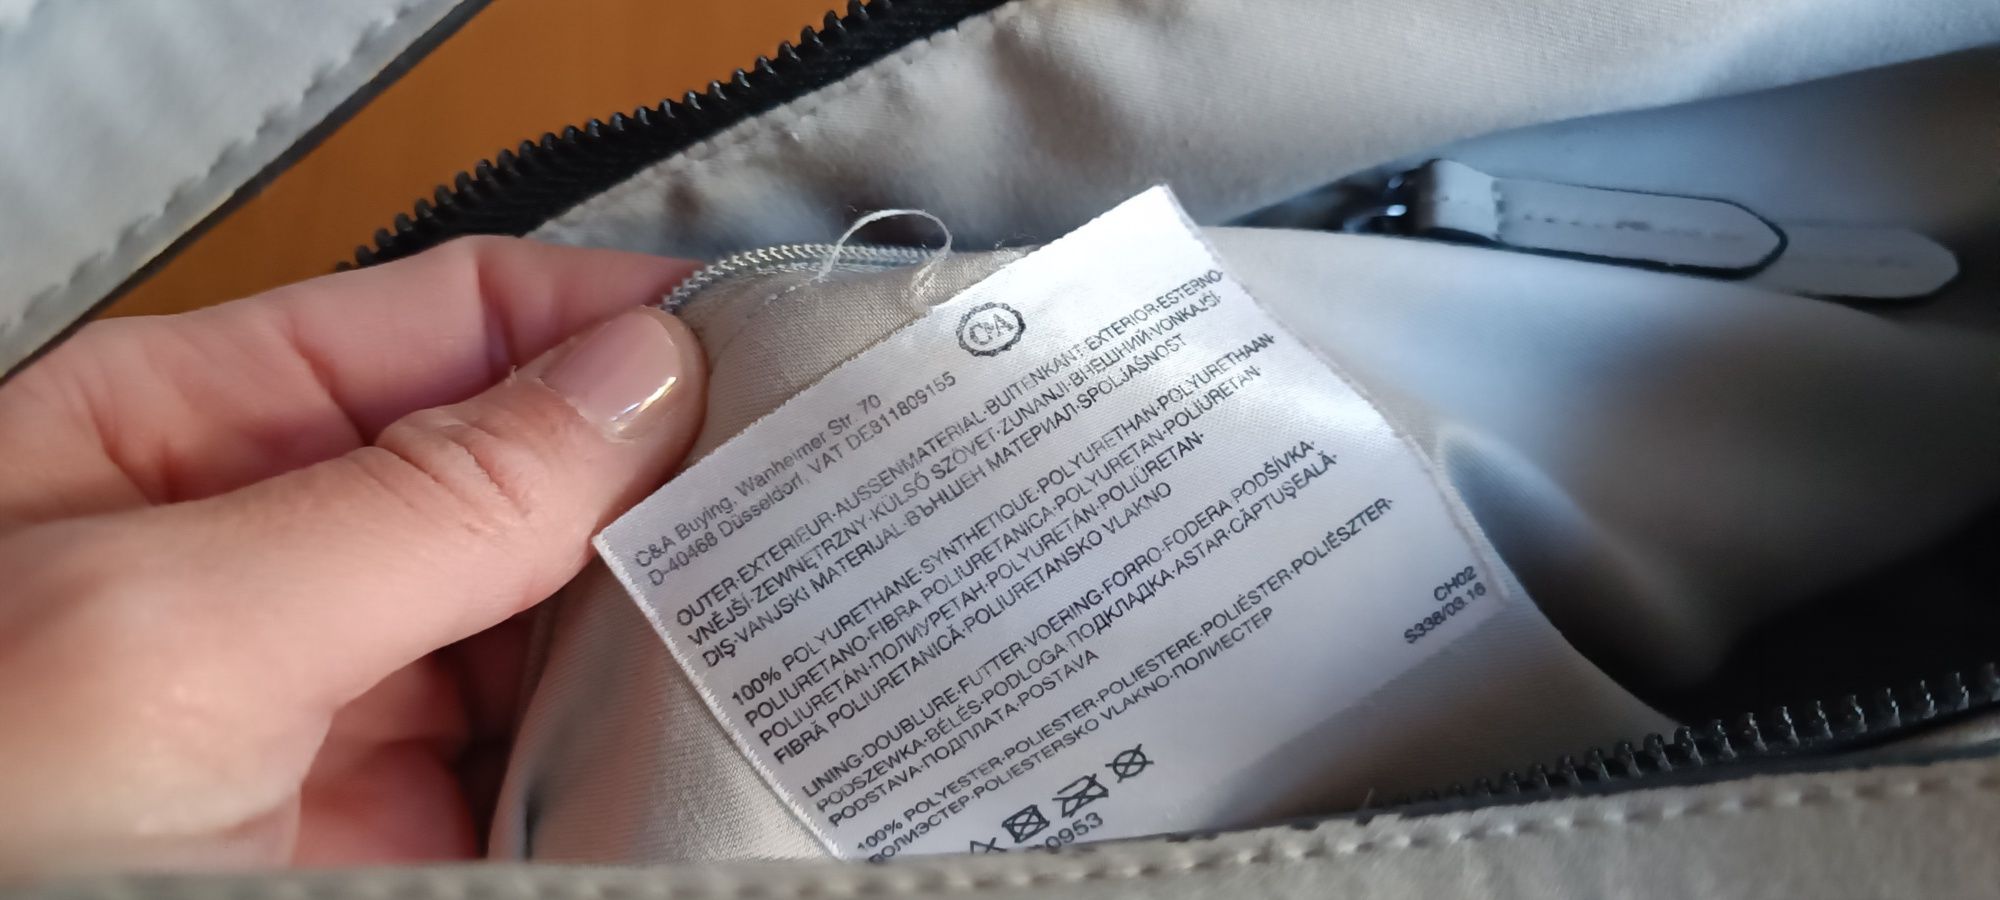 C&A
C&A Buying, Wanheimer Str. 70
D-40468 Düsseldorf, VAT DE811809155
OUTER·EXTERIEUR·AUSSENMATERIAL·BUITENKANT·EXTERIOR·ESTERNO·
VNĚJŠÍ·ZEWNĘTRZNY·KÜLSŐ SZÖVET·ZUNANJI·ВНЕШНИЙ·VONKAJŠÍ·
DIŞ·VANJSKI MATERIJAL·ВЪНШЕН МАТЕРИАЛ·SPOLJAŠNOST
100% POLYURETHANE·SYNTHETIQUE·POLYURETHAN·POLYURETHAAN·
POLIURETANO·FIBRA POLIURETANICA·POLYURETAN·POLIURETAN·
POLIURETÁN·ПОЛИУРЕТАН·POLYURETÁN·POLIÜRETAN·
FIBRĂ POLIURETANICĂ·POLIURETANSKO VLAKNO
LINING·DOUBLURE·FUTTER·VOERING·FORRO·FODERA·PODŠÍVKA·
PODSZEWKA·BÉLÉS·PODLOGA·ПОДКЛАДКА·ASTAR·CĂPTUŞEALĂ·
PODSTAVA·ПОДПЛАТА·POSTAVA
100% POLYESTER·POLIESTER·POLIESTERE·POLIÉSTER·POLIÉSZTER·
ПОЛИЭСТЕР·POLIESTERSKO VLAKNO·ПОЛИЕСТЕР
CH02
S338/03.16